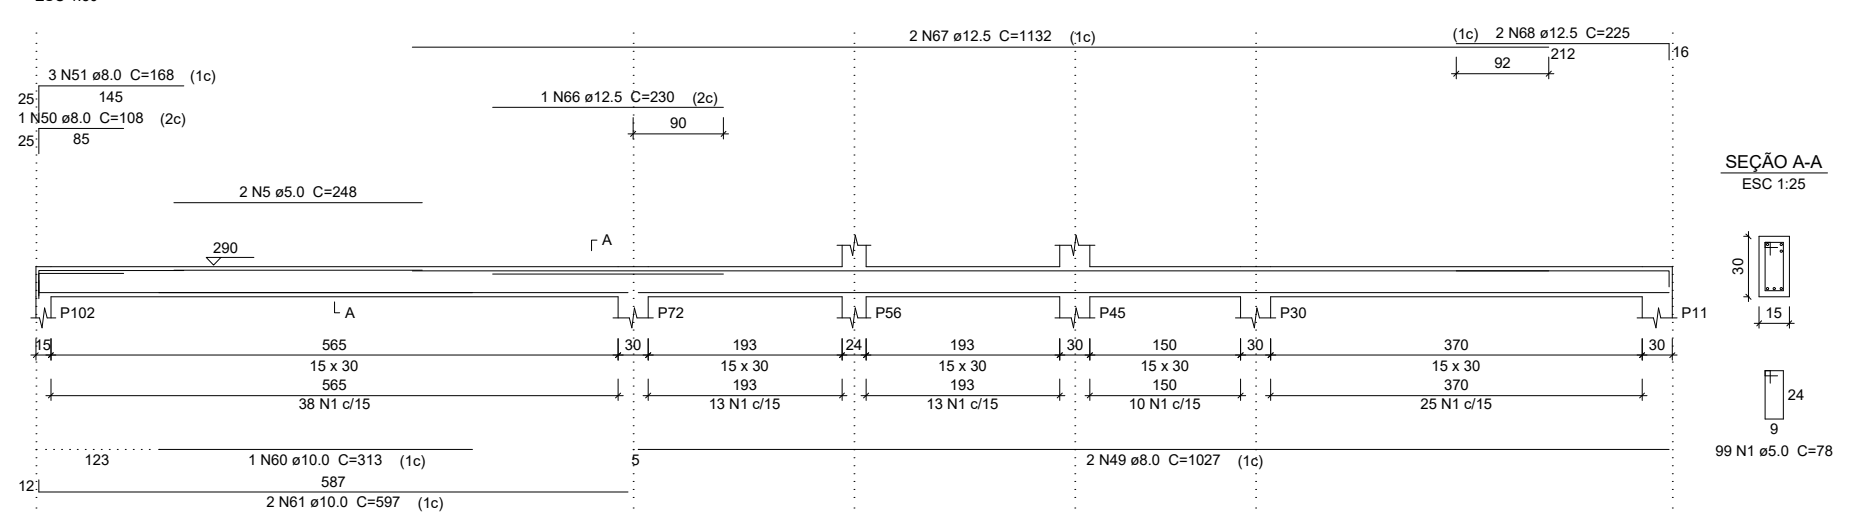 2 N67 ø12.5 C=1132 (1c)
(1c) 2 N68 ø12.5 C=225
212
16
92
3 N51 ø8.0 C=168 (1c)
25
145
1 N50 ø8.0 C=108 (2c)
25
85
1 N66 ø12.5 C=230 (2c)
90
2 N5 ø5.0 C=248
290
A
A
P102
P72
P56
P45
P30
P11
15
565
30
193
24
193
30
150
30
370
30
15 x 30
15 x 30
15 x 30
15 x 30
15 x 30
565
193
193
150
370
38 N1 c/15
13 N1 c/15
13 N1 c/15
10 N1 c/15
25 N1 c/15
123
1 N60 ø10.0 C=313 (1c)
5
2 N49 ø8.0 C=1027 (1c)
12
587
2 N61 ø10.0 C=597 (1c)
SEÇÃO A-A
ESC 1:25
30
15
24
9
99 N1 ø5.0 C=78